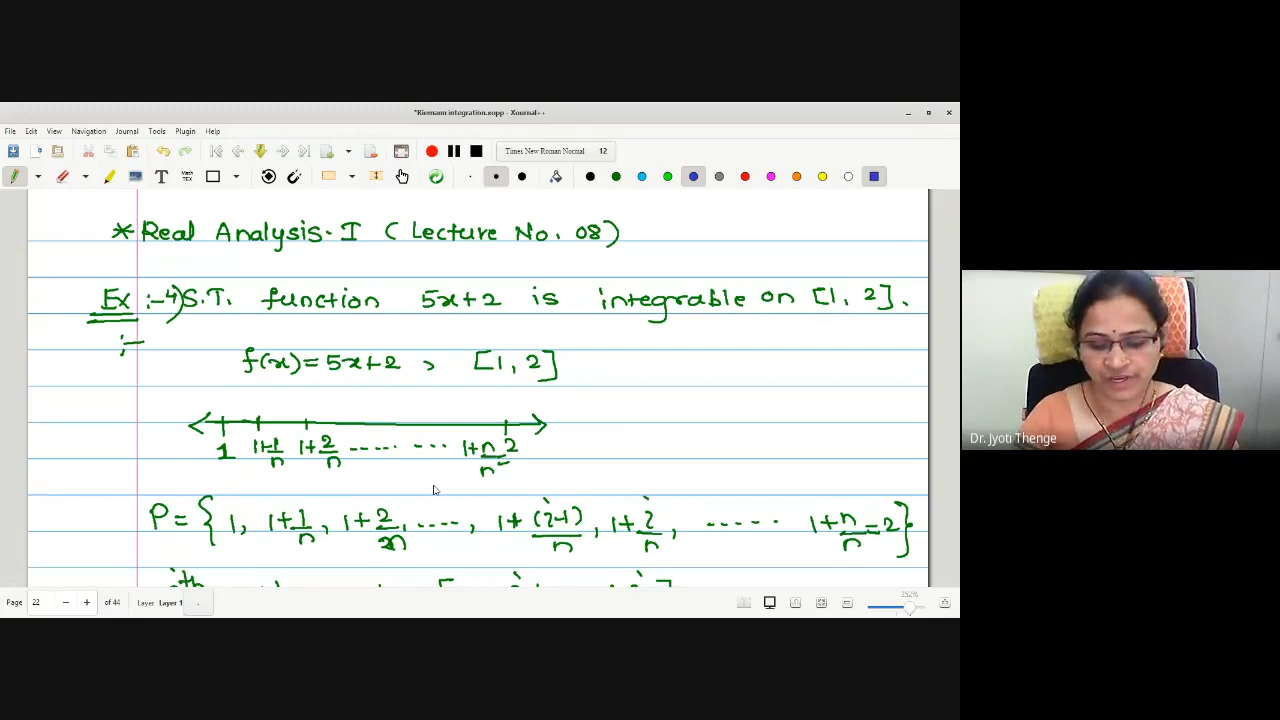 *Riemann integration.xopp - Xournal++
File Edit View Navigation Journal Tools Plugin Help
Times New Roman Normal 12
* Real Analysis-I (Lecture No. 08)
Ex :-4) S.T. function 5x+2 is integrable on [1, 2].
:-
f(x) = 5x+2 , [1, 2]
1 1+1/n 1+2/n ---.... ... 1+n/n = 2
P = { 1, 1+1/n, 1+2/n, ...., 1+(i-1)/n, 1+i/n, ...... 1+n/n = 2}
ith
Page 22 of 44 Layer Layer 1 252%
Dr. Jyoti Thenge